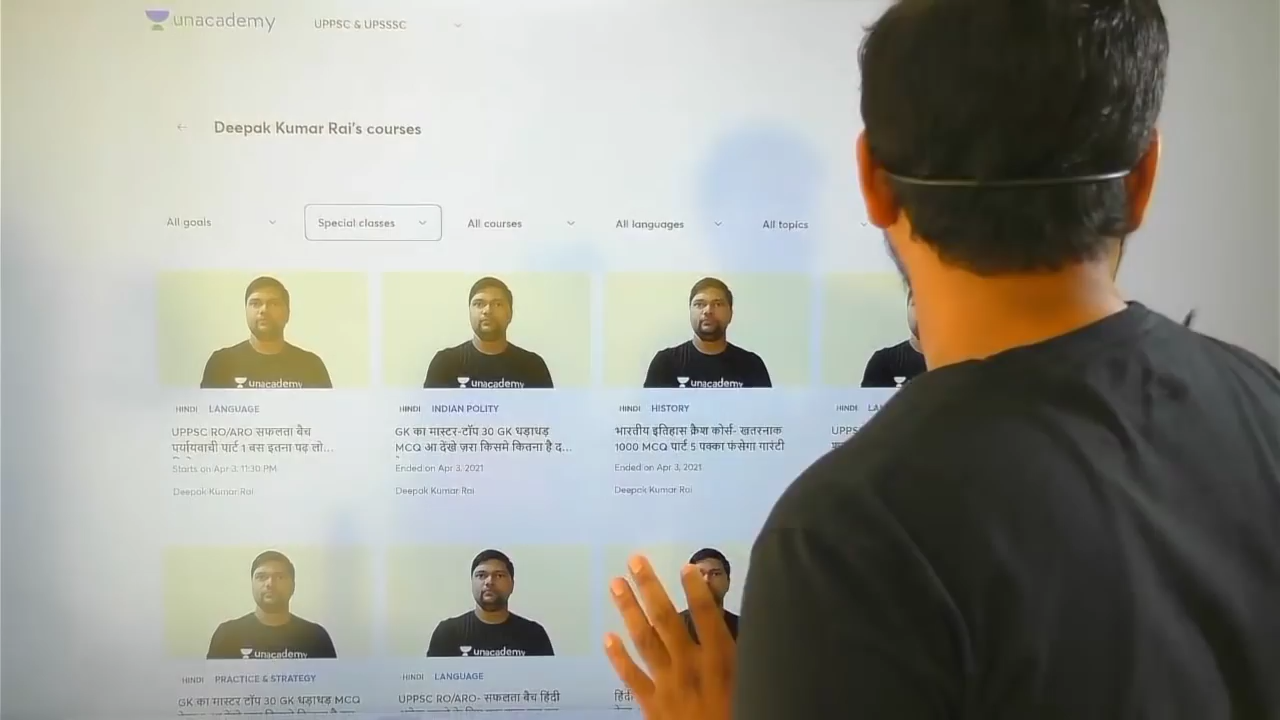 unacademy
UPPSC & UPSSSC
Deepak Kumar Rai's courses
All goals
Special classes
All courses
All languages
All topics
unacademy
unacademy
unacademy
HINDI LANGUAGE
UPPSC RO/ARO सफलता बैच
पर्यायवाची पार्ट 1 बस इतना पढ़ लो...
Starts on Apr 3, 11:30 PM
Deepak Kumar Rai
HINDI INDIAN POLITY
GK का मास्टर-टॉप 30 GK धड़ाधड़
MCQ आ देखे ज़रा किसमे कितना है द...
Ended on Apr 3, 2021
Deepak Kumar Rai
HINDI HISTORY
भारतीय इतिहास क्रैश कोर्स- खतरनाक
1000 MCQ पार्ट 5 पक्का फंसेगा गारंटी
Ended on Apr 3, 2021
Deepak Kumar Rai
HINDI
unacademy
unacademy
HINDI PRACTICE & STRATEGY
GK का मास्टर टॉप 30 GK धड़ाधड़ MCQ
HINDI LANGUAGE
UPPSC RO/ARO- सफलता बैच हिंदी